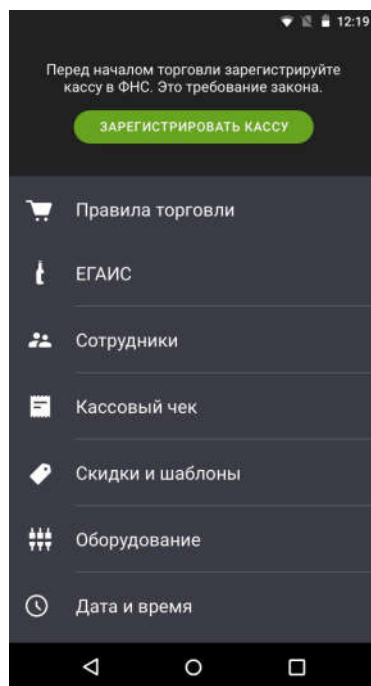 12:19
Перед началом торговли зарегистрируйте
кассу в ФНС. Это требование закона.
ЗАРЕГИСТРИРОВАТЬ КАССУ
Правила торговли
ЕГАИС
Сотрудники
Кассовый чек
Скидки и шаблоны
Оборудование
Дата и время